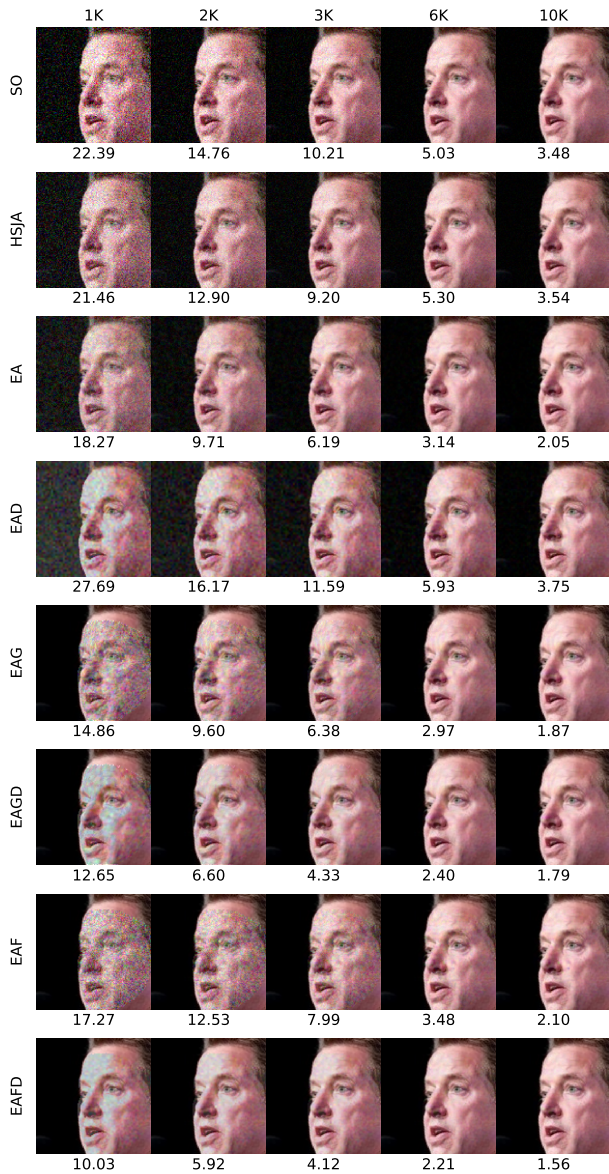 1K 2K 3K 6K 10K
SO
22.39 14.76 10.21 5.03 3.48
HSJA
21.46 12.90 9.20 5.30 3.54
EA
18.27 9.71 6.19 3.14 2.05
EAD
27.69 16.17 11.59 5.93 3.75
EAG
14.86 9.60 6.38 2.97 1.87
EAGD
12.65 6.60 4.33 2.40 1.79
EAF
17.27 12.53 7.99 3.48 2.10
EAFD
10.03 5.92 4.12 2.21 1.56